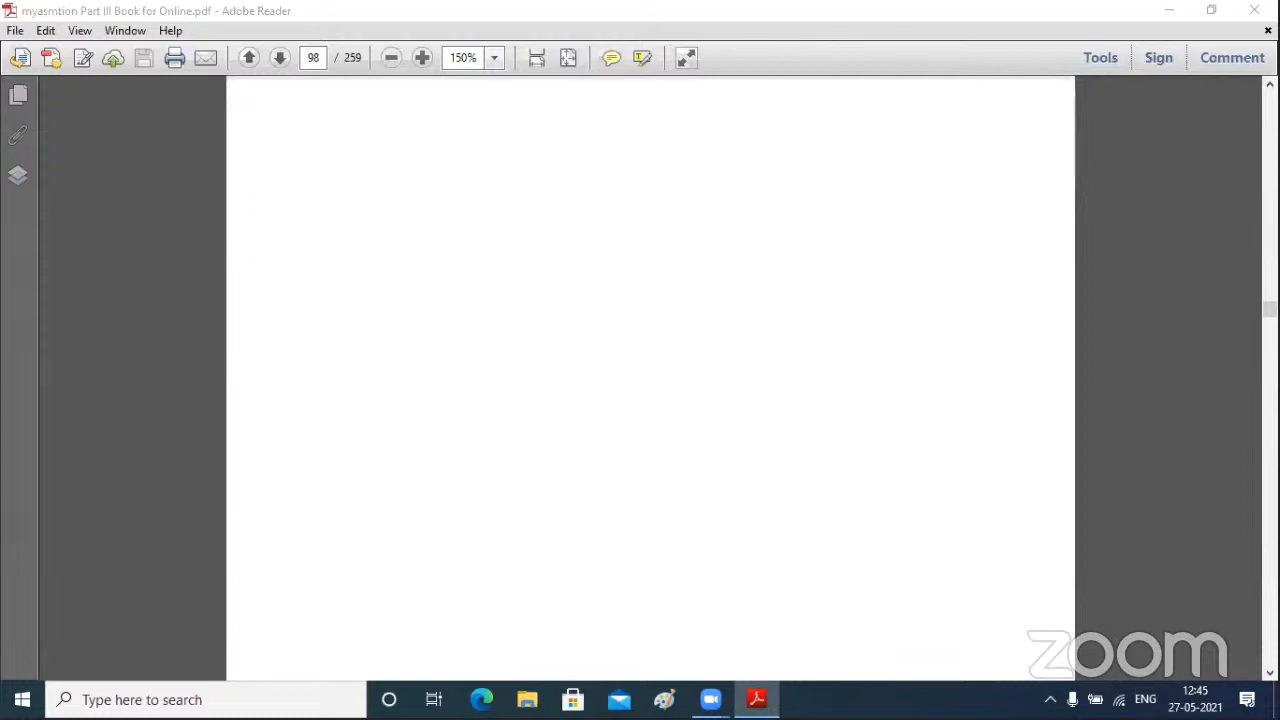 myasmtion Part III Book for Online.pdf - Adobe Reader
File Edit View Window Help
98 / 259 150% Tools Sign Comment
zoom
Type here to search
ENG 12:45
27-05-2021